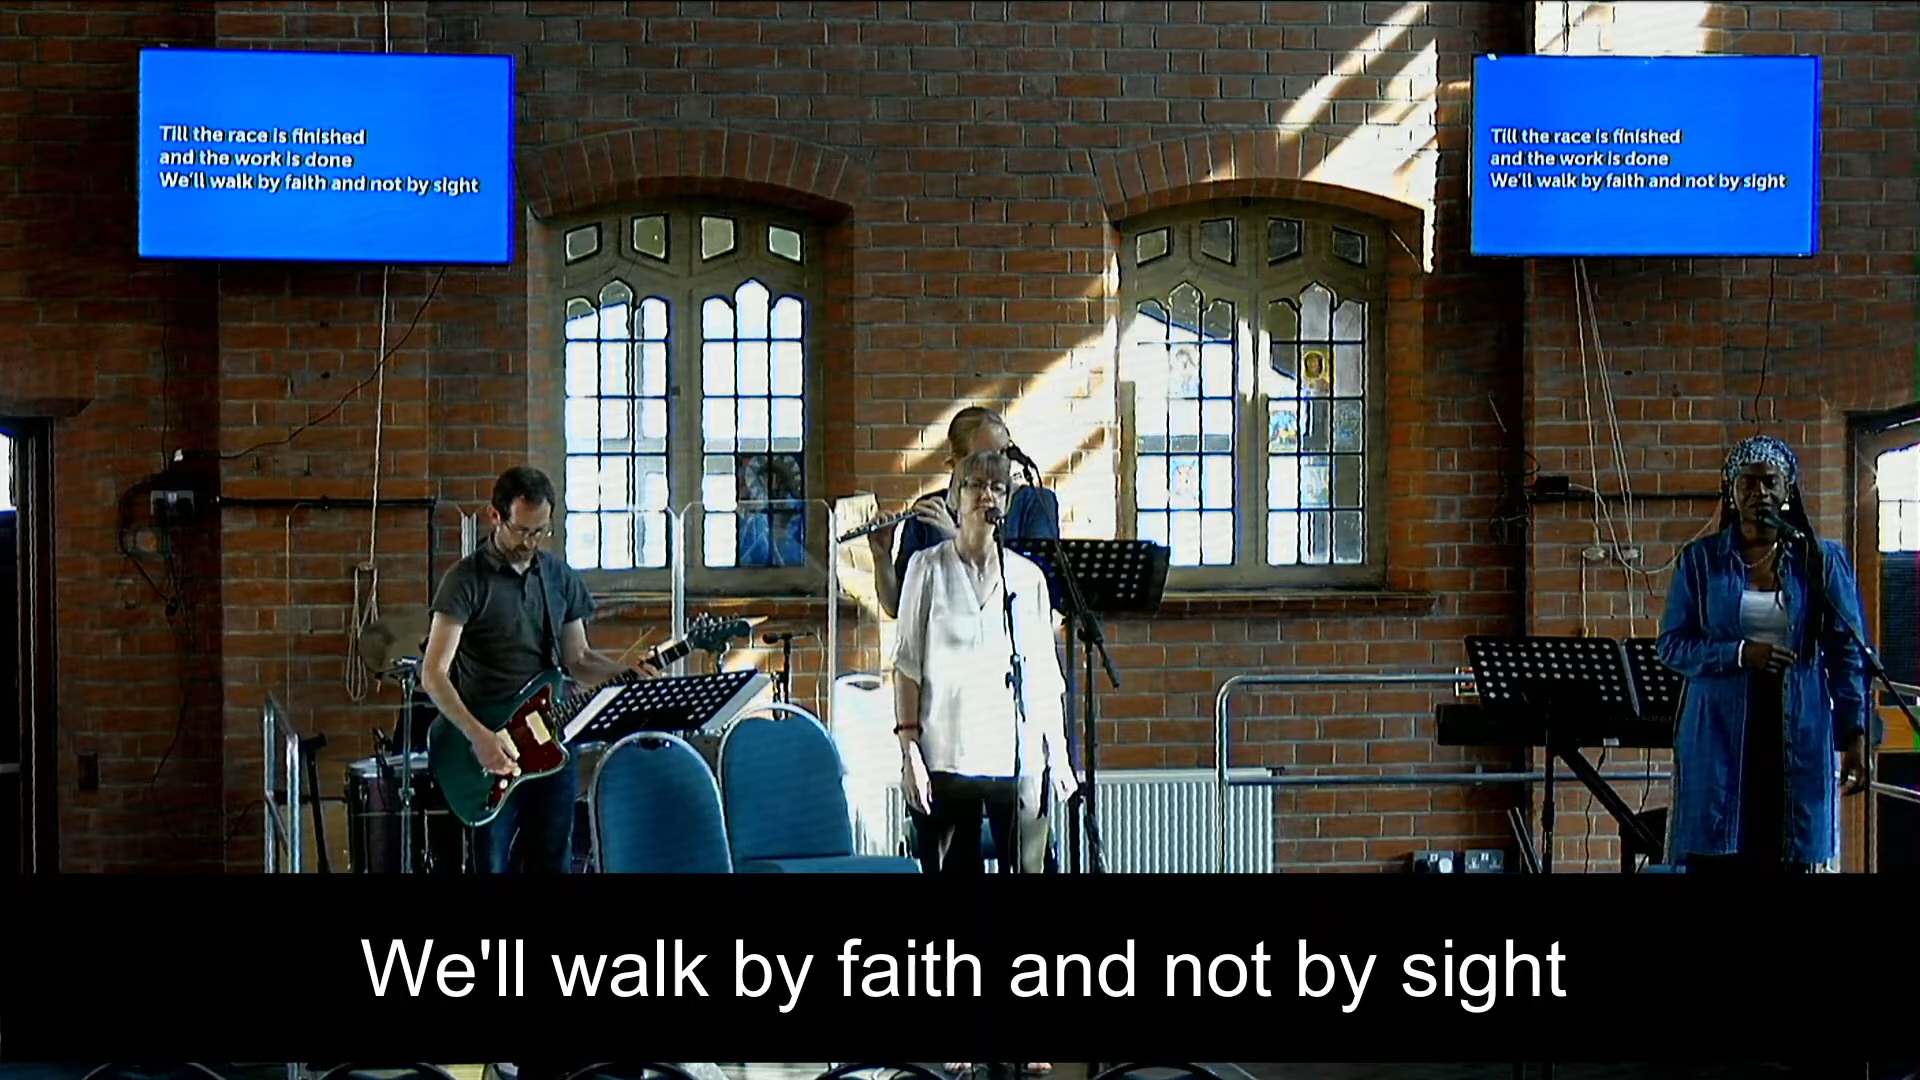 Till the race is finished
and the work is done
We'll walk by faith and not by sight
Till the race is finished
and the work is done
We'll walk by faith and not by sight
We'll walk by faith and not by sight